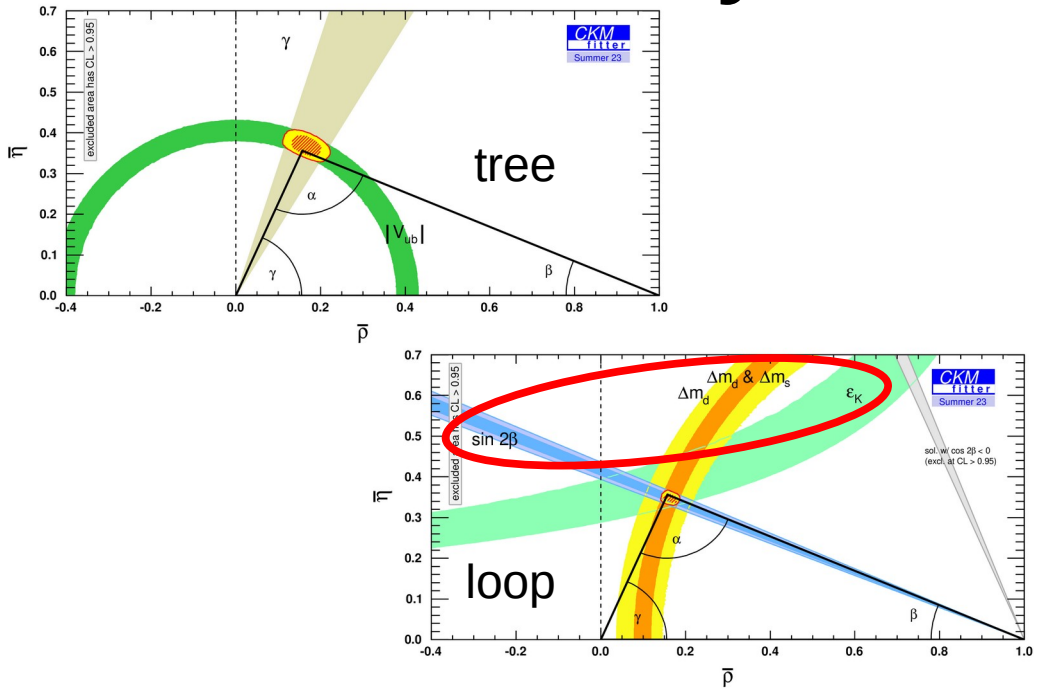 y
0.7
0.6
0.5
0.4
0.3
0.2
0.1
0.0
η̅
excluded area has CL > 0.95
γ
CKM
fitter
Summer 23
tree
α
|V_ub|
γ
β
-0.4 -0.2 0.0 0.2 0.4 0.6 0.8 1.0
ρ̅
0.7
0.6
0.5
0.4
0.3
0.2
0.1
0.0
η̅
excluded area has CL > 0.95
Δm_d & Δm_s
Δm_d
ε_K
CKM
fitter
Summer 23
sin 2β
sol. w/ cos 2β < 0
(excl. at CL > 0.95)
α
loop
γ
β
-0.4 -0.2 0.0 0.2 0.4 0.6 0.8 1.0
ρ̅